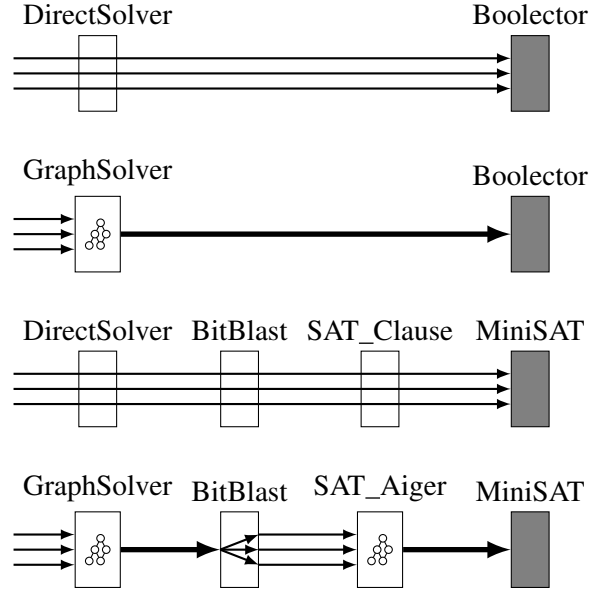 DirectSolver Boolector
GraphSolver Boolector
DirectSolver BitBlast SAT_Clause MiniSAT
GraphSolver BitBlast SAT_Aiger MiniSAT